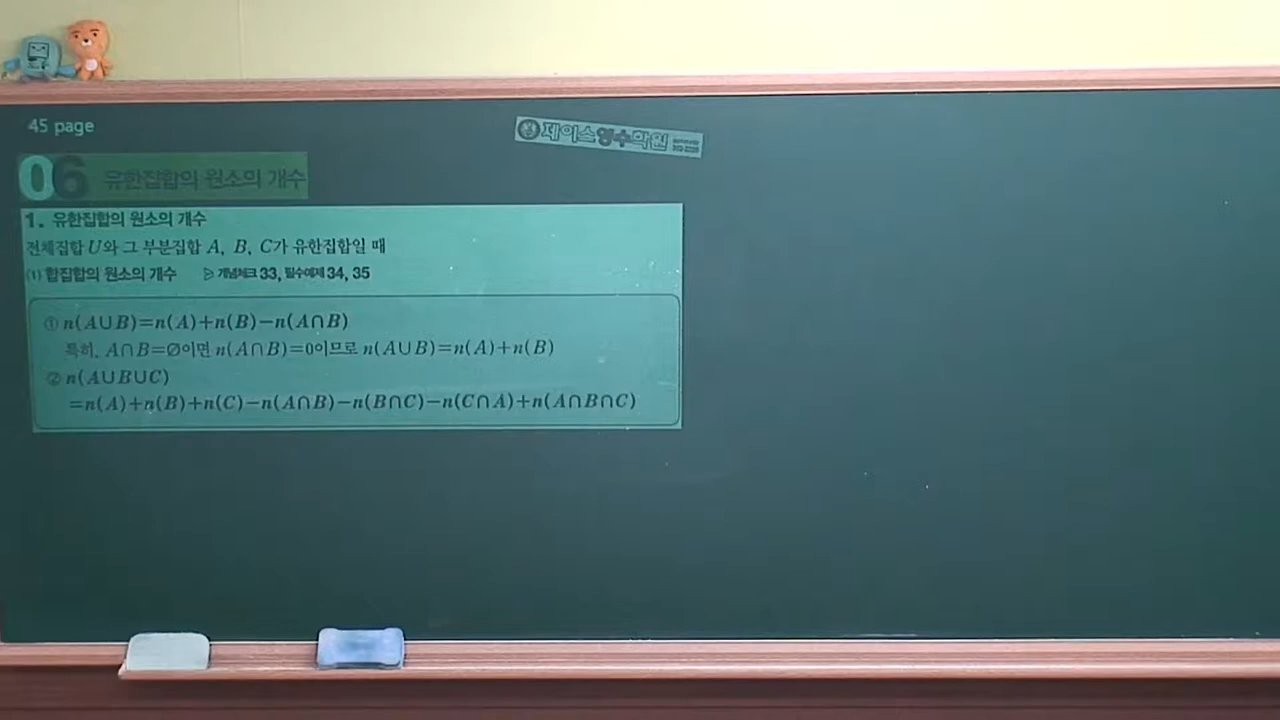 45 page
제이스영수학원
06 유한집합의 원소의 개수
1. 유한집합의 원소의 개수
전체집합 U와 그 부분집합 A, B, C가 유한집합일 때
(1) 합집합의 원소의 개수 ▷ 개념체크 33, 필수예제 34, 35
① n(A∪B)=n(A)+n(B)−n(A∩B)
특히, A∩B=∅이면 n(A∩B)=0이므로 n(A∪B)=n(A)+n(B)
② n(A∪B∪C)
=n(A)+n(B)+n(C)−n(A∩B)−n(B∩C)−n(C∩A)+n(A∩B∩C)